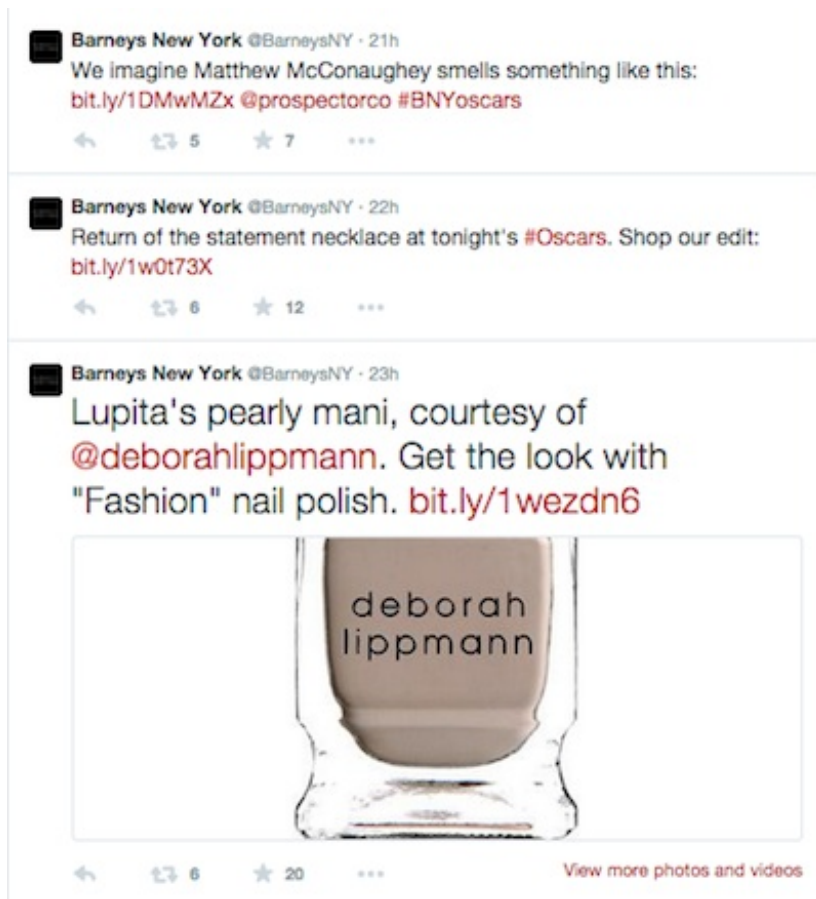 Barneys New York @BarneysNY · 21h
We imagine Matthew McConaughey smells something like this:
bit.ly/1DMwMZx @prospectorco #BNYoscars
5 7
Barneys New York @BarneysNY · 22h
Return of the statement necklace at tonight's #Oscars. Shop our edit:
bit.ly/1w0t73X
6 12
Barneys New York @BarneysNY · 23h
Lupita's pearly mani, courtesy of
@deborahlippmann. Get the look with
"Fashion" nail polish. bit.ly/1wezdn6
deborah
lippmann
6 20
View more photos and videos